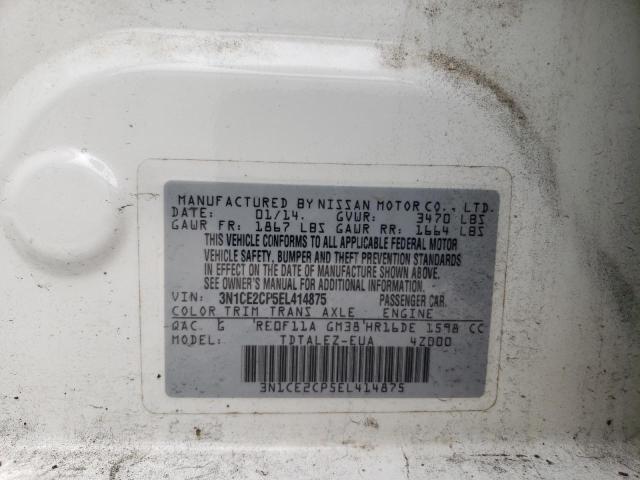 MANUFACTURED BY NISSAN MOTOR CO., LTD.
DATE: 01/14. GVWR: 3470 LBS
GAWR FR: 1867 LBS GAWR RR: 1664 LBS
THIS VEHICLE CONFORMS TO ALL APPLICABLE FEDERAL MOTOR
VEHICLE SAFETY, BUMPER AND THEFT PREVENTION STANDARDS
IN EFFECT ON THE DATE OF MANUFACTURE SHOWN ABOVE.
SEE OWNER'S MANUAL FOR ADDITIONAL INFORMATION.
VIN: 3N1CE2CP5EL414875 PASSENGER CAR.
COLOR TRIM TRANS AXLE ENGINE
QAC G RE0F11A GM38 HR16DE 1598 CC
TDTALEZ-EUA 4Z000
3N1CE2CP5EL414875